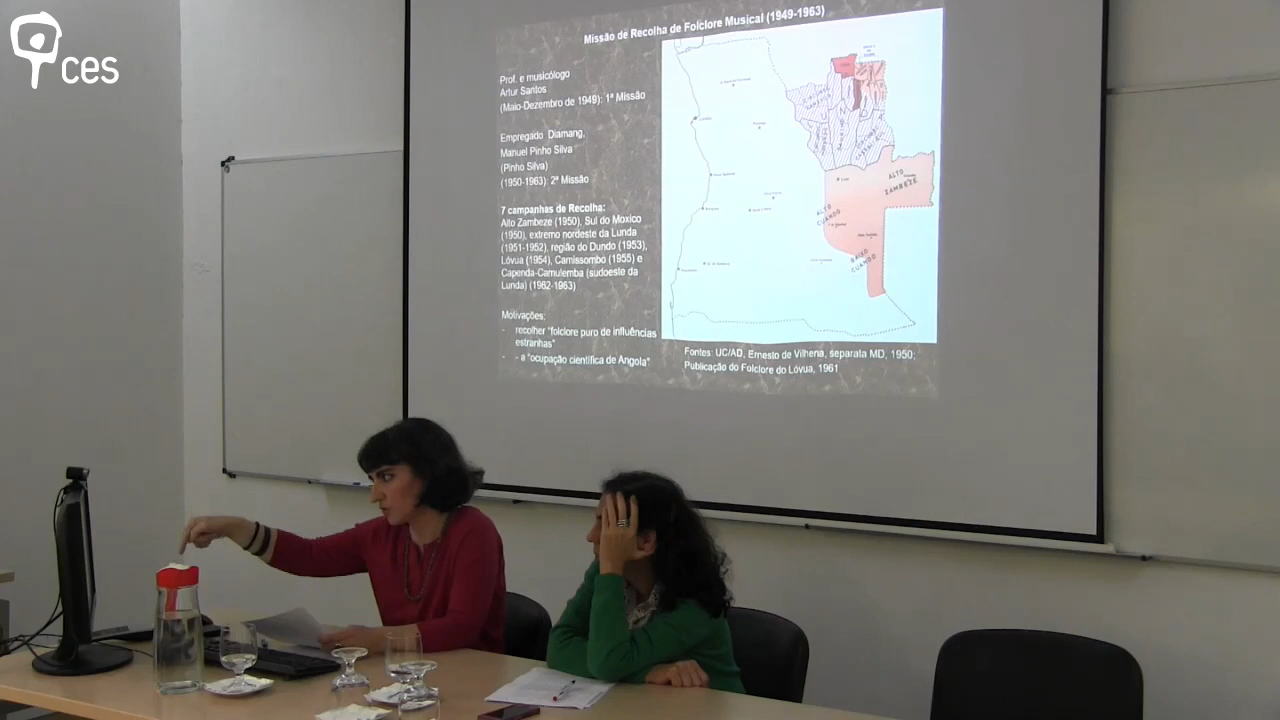 ces
Missão de Recolha de Folclore Musical (1949-1963)
Prof. e musicólogo
Artur Santos
(Maio-Dezembro de 1949): 1ª Missão
Empregado Diamang,
Manuel Pinho Silva
(Pinho Silva)
(1950-1963): 2ª Missão
7 campanhas de Recolha:
Alto Zambeze (1950), Sul do Moxico
(1950), extremo nordeste da Lunda
(1951-1952), região do Dundo (1953),
Lóvua (1954), Camissombo (1955) e
Capenda-Camulemba (sudoeste da
Lunda) (1962-1963)
Motivações:
- recolher "folclore puro de influências
estranhas"
- - a "ocupação científica de Angola"
ALTO
ZAMBEZE
ALTO
CUANDO
BAIXO
CUANDO
Fontes: UC/AD, Ernesto de Vilhena, separata MD, 1950;
Publicação do Folclore do Lóvua, 1961